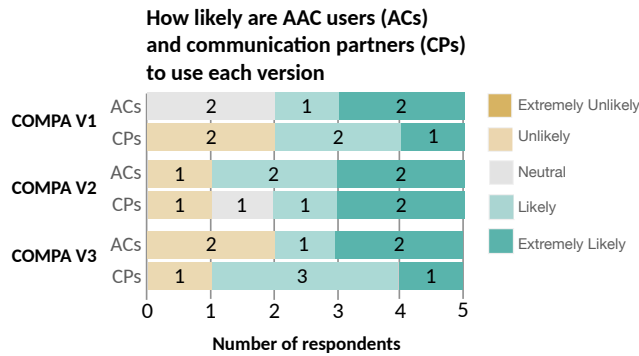 How likely are AAC users (ACs)
and communication partners (CPs)
to use each version
COMPA V1
ACs 2 1 2
CPs 2 2 1
COMPA V2
ACs 1 2 2
CPs 1 1 1 2
COMPA V3
ACs 2 1 2
CPs 1 3 1
0 1 2 3 4 5
Number of respondents
Extremely Unlikely
Unlikely
Neutral
Likely
Extremely Likely